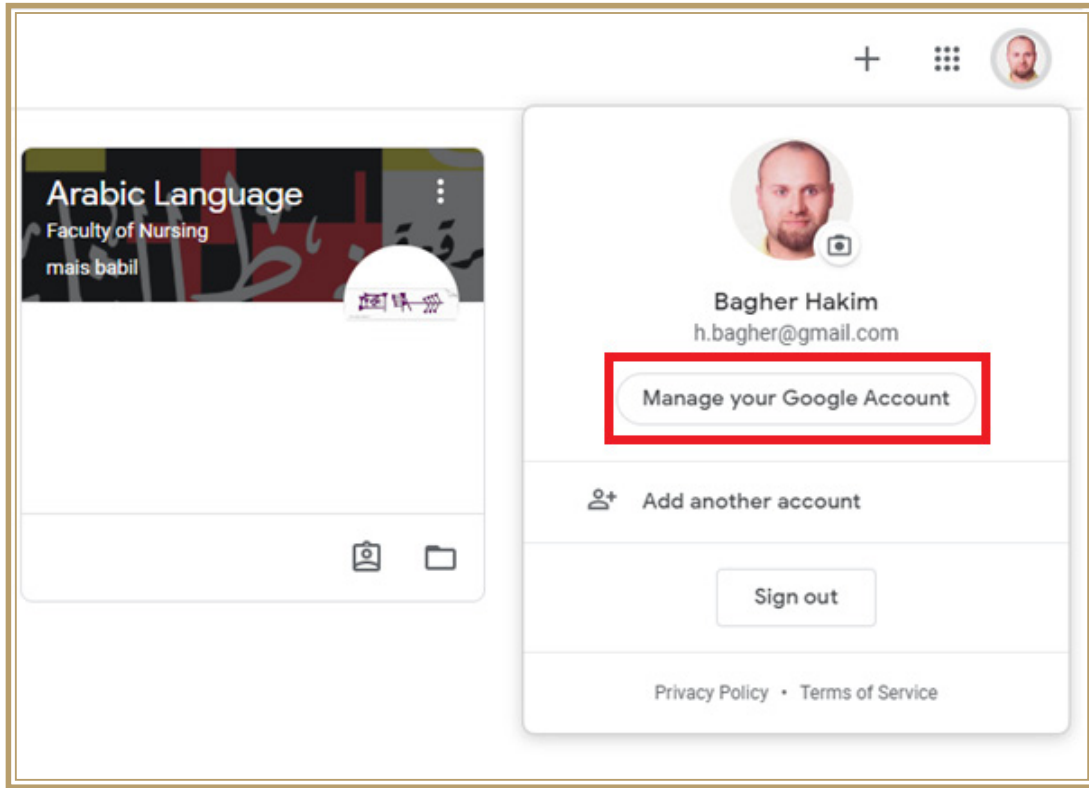 Arabic Language
Faculty of Nursing
mais babil
Bagher Hakim
h.bagher@gmail.com
Manage your Google Account
Add another account
Sign out
Privacy Policy • Terms of Service